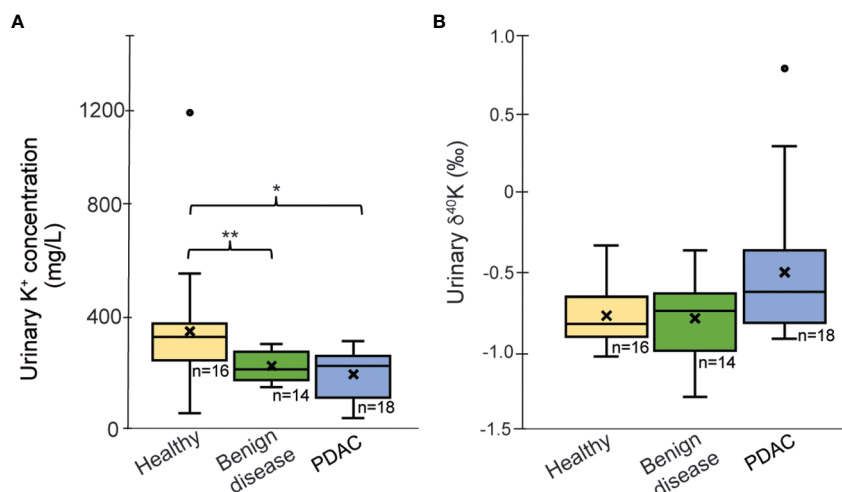 A
Urinary K⁺ concentration
(mg/L)
1200
800
400
0
*
**
n=16
n=14
n=18
Healthy
Benign
disease
PDAC
B
Urinary δ⁴⁰K (‰)
1.0
0.5
0
-0.5
-1.0
-1.5
n=16
n=14
n=18
Healthy
Benign
disease
PDAC